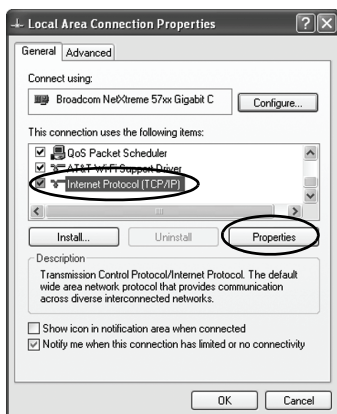 Local Area Connection Properties
General
Advanced
Connect using:
Broadcom NetXtreme 57xx Gigabit C
Configure...
This connection uses the following items:
QoS Packet Scheduler
AT&T Wi-Fi Support Driver
Internet Protocol (TCP/IP)
Install...
Uninstall
Properties
Description
Transmission Control Protocol/Internet Protocol. The default
wide area network protocol that provides communication
across diverse interconnected networks.
Show icon in notification area when connected
Notify me when this connection has limited or no connectivity
OK
Cancel